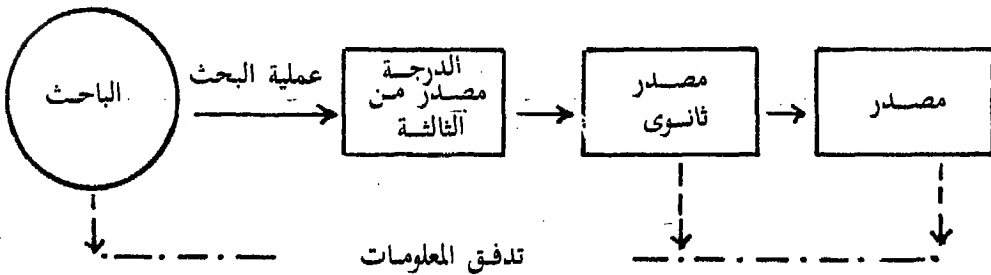 الباحث
عملية البحث
الدرجة
مصدر من
الثالثة
مصدر
ثانوى
مصدر
تدفق المعلومات